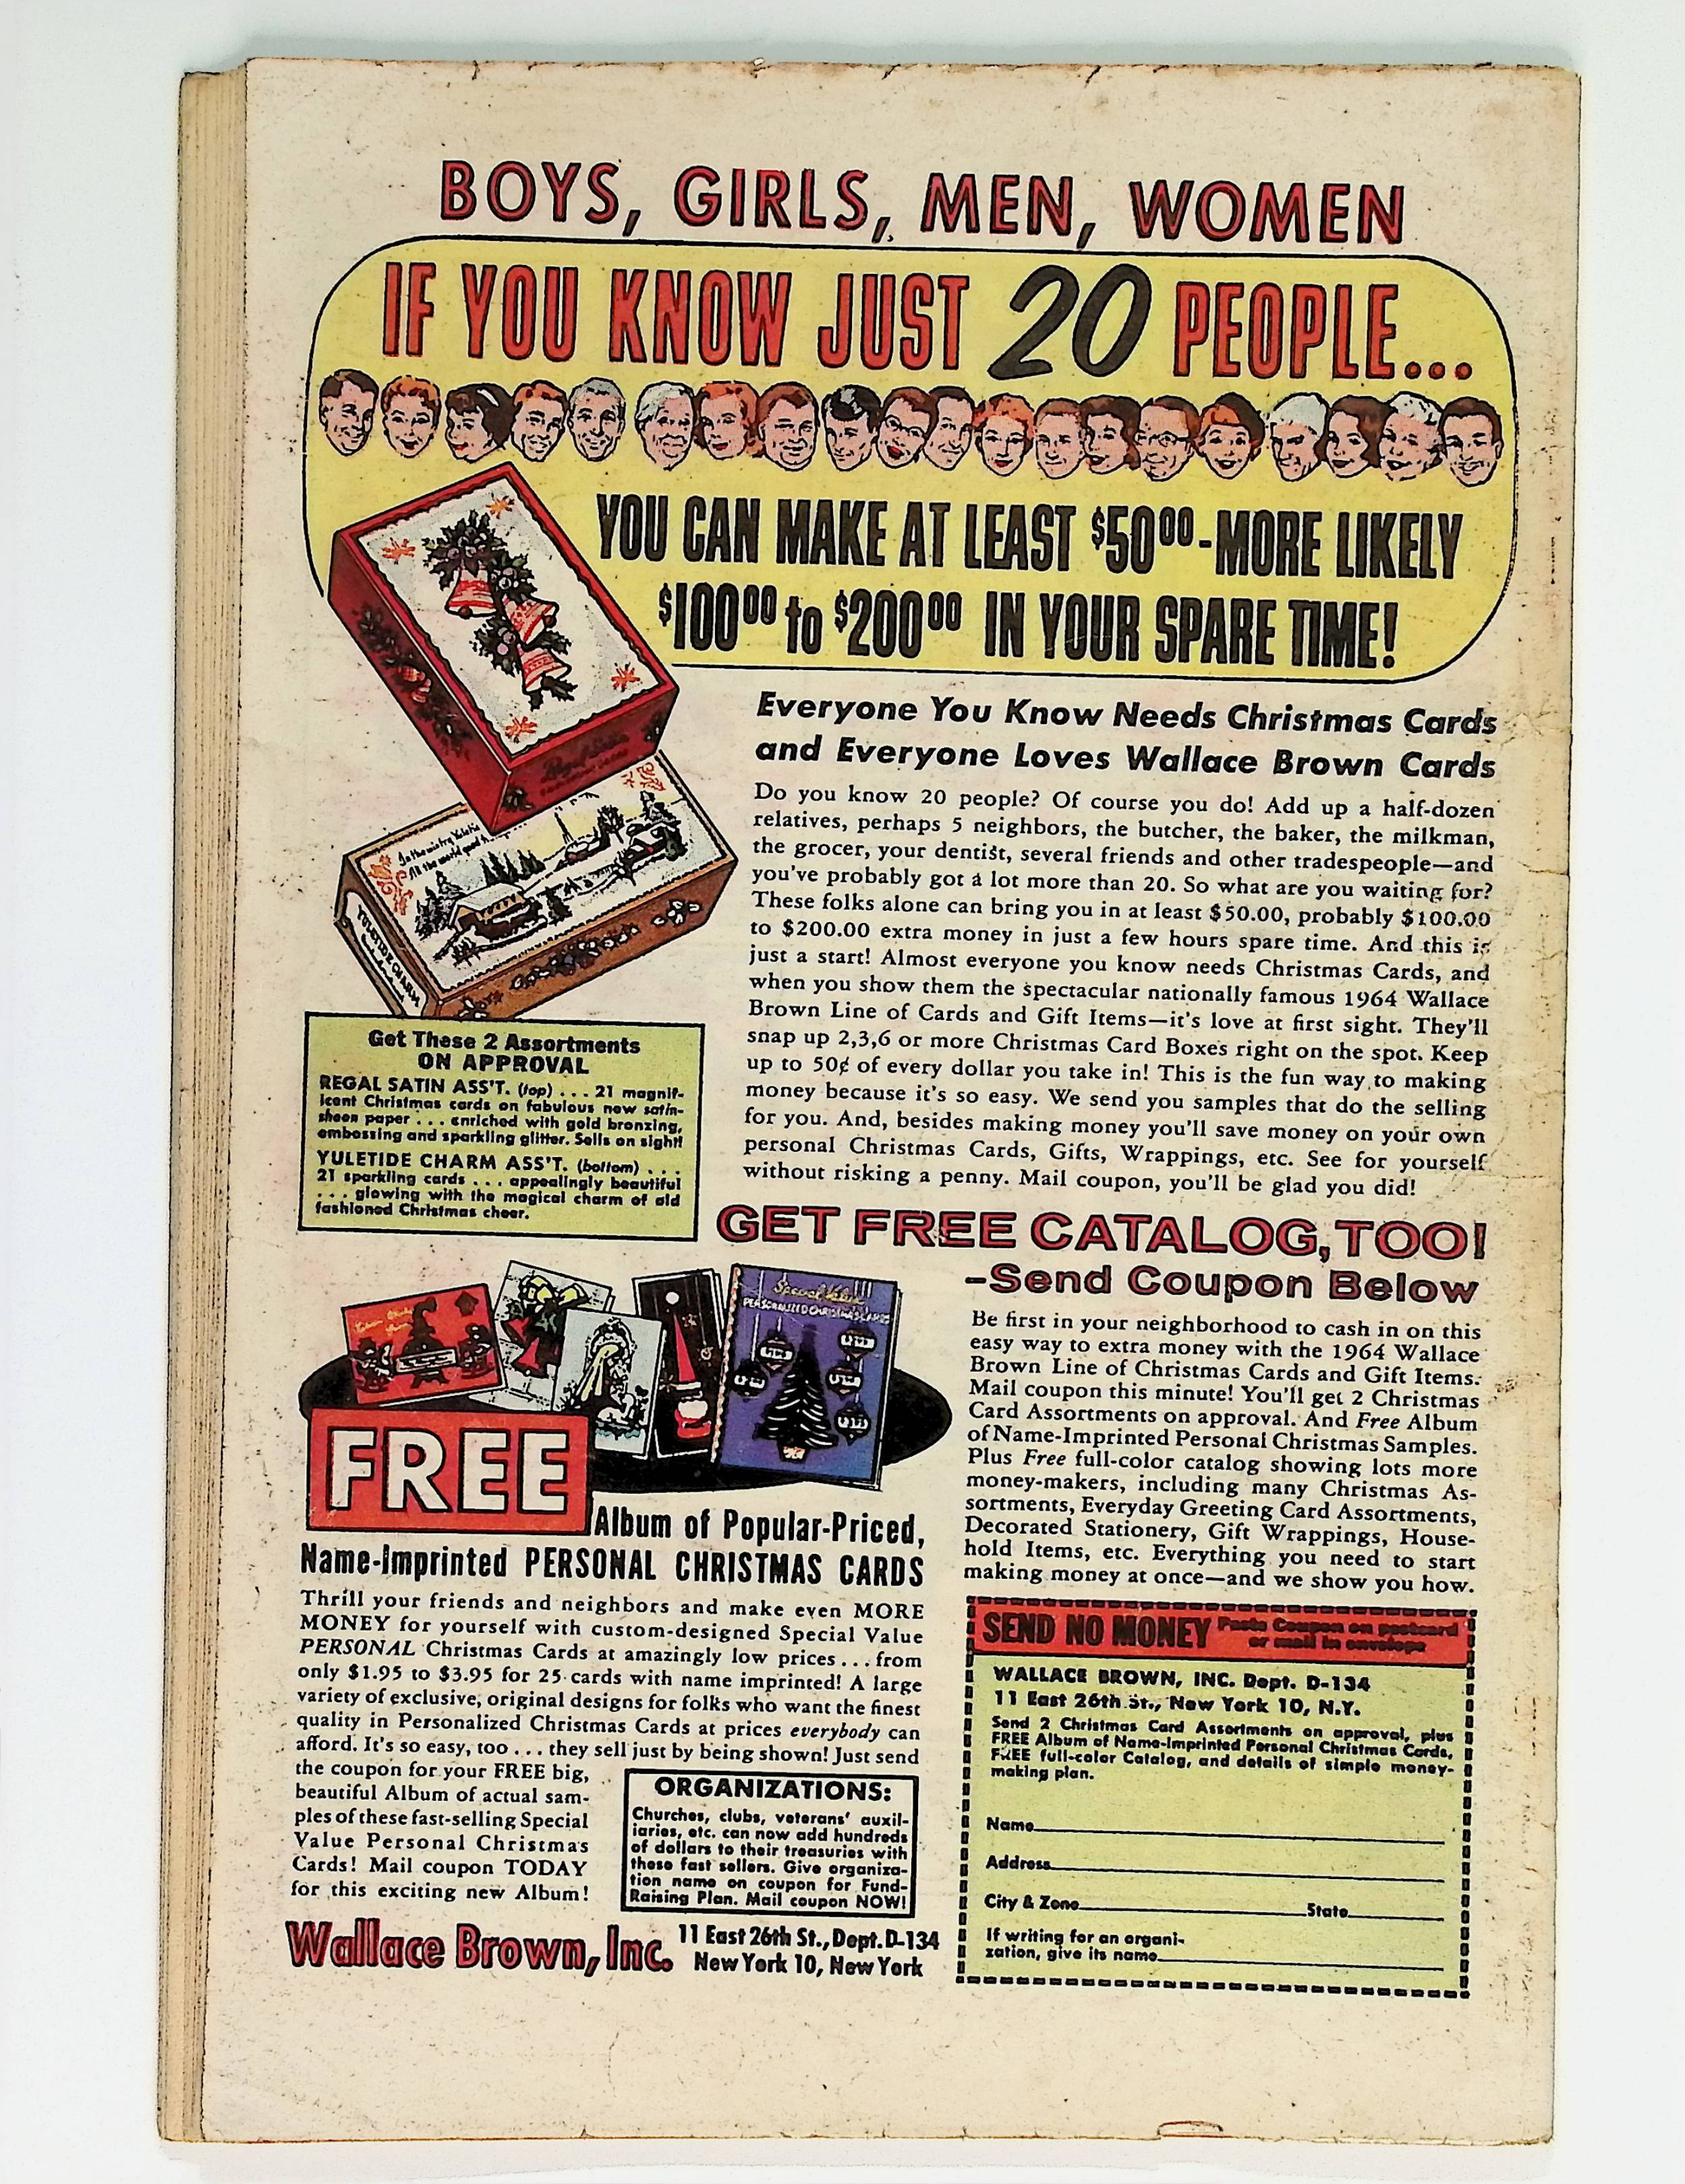 BOYS, GIRLS, MEN, WOMEN
IF YOU KNOW JUST 20 PEOPLE...
YOU CAN MAKE AT LEAST $50⁰⁰-MORE LIKELY
$100⁰⁰ to $200⁰⁰ IN YOUR SPARE TIME!
Everyone You Know Needs Christmas Cards
and Everyone Loves Wallace Brown Cards
Do you know 20 people? Of course you do! Add up a half-dozen
relatives, perhaps 5 neighbors, the butcher, the baker, the milkman,
the grocer, your dentist, several friends and other tradespeople—and
you've probably got a lot more than 20. So what are you waiting for?
These folks alone can bring you in at least $50.00, probably $100.00
to $200.00 extra money in just a few hours spare time. And this is
just a start! Almost everyone you know needs Christmas Cards, and
when you show them the spectacular nationally famous 1964 Wallace
Brown Line of Cards and Gift Items—it's love at first sight. They'll
snap up 2,3,6 or more Christmas Card Boxes right on the spot. Keep
up to 50¢ of every dollar you take in! This is the fun way to making
money because it's so easy. We send you samples that do the selling
for you. And, besides making money you'll save money on your own
personal Christmas Cards, Gifts, Wrappings, etc. See for yourself
without risking a penny. Mail coupon, you'll be glad you did!
Regal Satin
All the world
YULETIDE CHARM
Get These 2 Assortments
ON APPROVAL
REGAL SATIN ASS'T. (top) . . . 21 magnif-
icent Christmas cards on fabulous new satin-
sheen paper . . . enriched with gold bronzing,
embossing and sparkling glitter. Sells on sight!
YULETIDE CHARM ASS'T. (bottom) . . .
21 sparkling cards . . . appealingly beautiful
. . . glowing with the magical charm of old
fashioned Christmas cheer.
GET FREE CATALOG, TOO!
–Send Coupon Below
Be first in your neighborhood to cash in on this
easy way to extra money with the 1964 Wallace
Brown Line of Christmas Cards and Gift Items.
Mail coupon this minute! You'll get 2 Christmas
Card Assortments on approval. And Free Album
of Name-Imprinted Personal Christmas Samples.
Plus Free full-color catalog showing lots more
money-makers, including many Christmas As-
sortments, Everyday Greeting Card Assortments,
Decorated Stationery, Gift Wrappings, House-
hold Items, etc. Everything you need to start
making money at once—and we show you how.
Special Value
PERSONALIZED CHRISTMAS CARDS
FREE
Album of Popular-Priced,
Name-Imprinted PERSONAL CHRISTMAS CARDS
Thrill your friends and neighbors and make even MORE
MONEY for yourself with custom-designed Special Value
PERSONAL Christmas Cards at amazingly low prices . . . from
only $1.95 to $3.95 for 25 cards with name imprinted! A large
variety of exclusive, original designs for folks who want the finest
quality in Personalized Christmas Cards at prices everybody can
afford. It's so easy, too . . . they sell just by being shown! Just send
the coupon for your FREE big,
beautiful Album of actual sam-
ples of these fast-selling Special
Value Personal Christmas
Cards! Mail coupon TODAY
for this exciting new Album!
ORGANIZATIONS:
Churches, clubs, veterans' auxil-
iaries, etc. can now add hundreds
of dollars to their treasuries with
these fast sellers. Give organiza-
tion name on coupon for Fund-
Raising Plan. Mail coupon NOW!
Wallace Brown, Inc.
11 East 26th St., Dept. D-134
New York 10, New York
SEND NO MONEY
Paste Coupon on postcard
or mail in envelope
WALLACE BROWN, INC. Dept. D-134
11 East 26th St., New York 10, N.Y.
Send 2 Christmas Card Assortments on approval, plus
FREE Album of Name-Imprinted Personal Christmas Cards,
FREE full-color Catalog, and details of simple money-
making plan.
Name
Address
City & Zone State
If writing for an organi-
zation, give its name